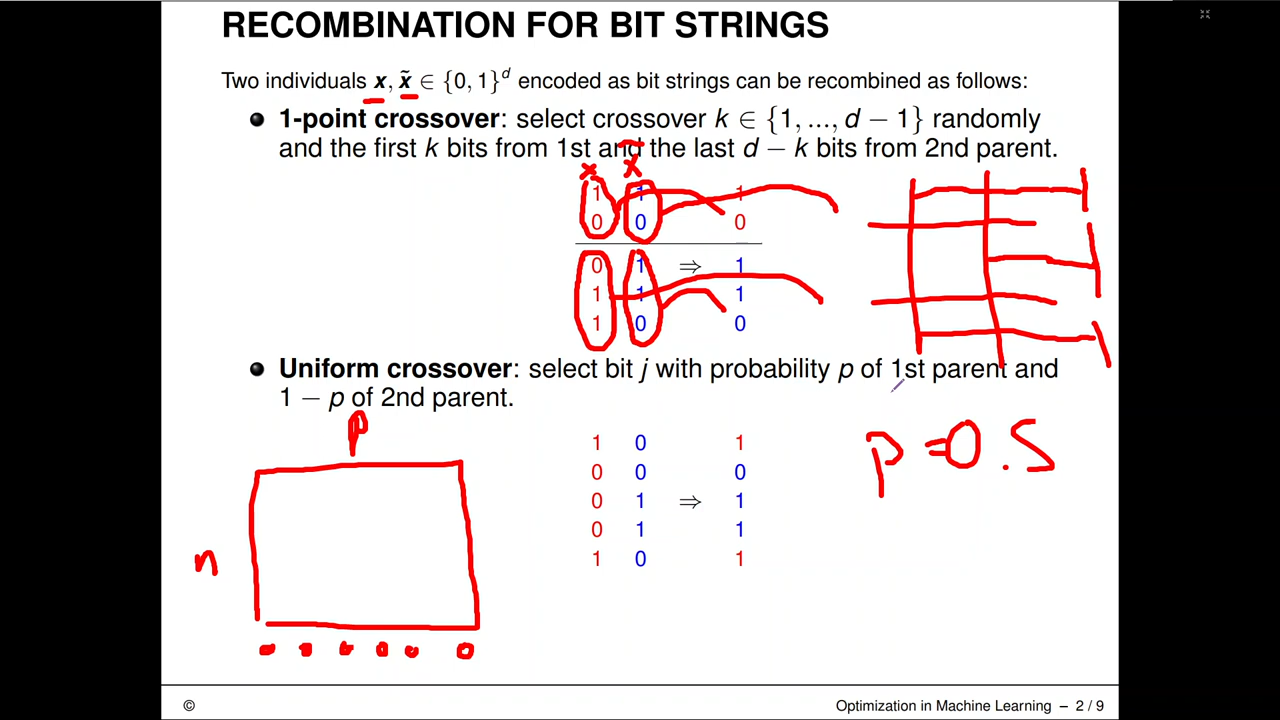 RECOMBINATION FOR BIT STRINGS
Two individuals x, x̃ ∈ {0, 1}^d encoded as bit strings can be recombined as follows:
1-point crossover: select crossover k ∈ {1, ..., d − 1} randomly
and the first k bits from 1st and the last d − k bits from 2nd parent.
x x̃
1 1 1
0 0 0
0 1 ⇒ 1
1 1 1
1 0 0
Uniform crossover: select bit j with probability p of 1st parent and
1 − p of 2nd parent.
p
1 0 1
p = 0.5
0 0 0
0 1 ⇒ 1
0 1 1
1 0 1
n
©
Optimization in Machine Learning – 2 / 9